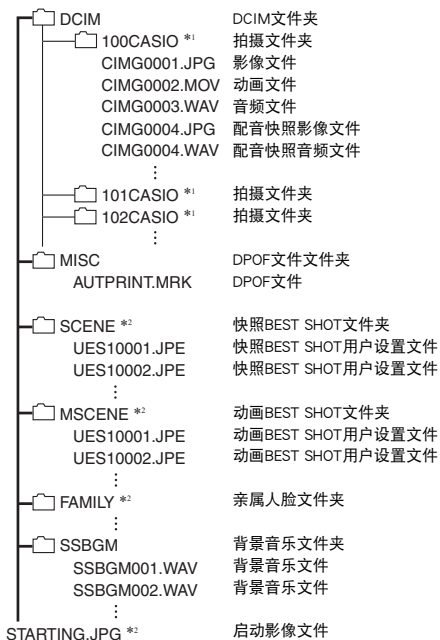 DCIM DCIM文件夹
100CASIO *1 拍摄文件夹
CIMG0001.JPG 影像文件
CIMG0002.MOV 动画文件
CIMG0003.WAV 音频文件
CIMG0004.JPG 配音快照影像文件
CIMG0004.WAV 配音快照音频文件
101CASIO *1 拍摄文件夹
102CASIO *1 拍摄文件夹
MISC DPOF文件文件夹
AUTPRINT.MRK DPOF文件
SCENE *2 快照BEST SHOT文件夹
UES10001.JPE 快照BEST SHOT用户设置文件
UES10002.JPE 快照BEST SHOT用户设置文件
MSCENE *2 动画BEST SHOT文件夹
UES10001.JPE 动画BEST SHOT用户设置文件
UES10002.JPE 动画BEST SHOT用户设置文件
FAMILY *2 亲属人脸文件夹
SSBGM 背景音乐文件夹
SSBGM001.WAV 背景音乐文件
SSBGM002.WAV 背景音乐文件
STARTING.JPG *2 启动影像文件